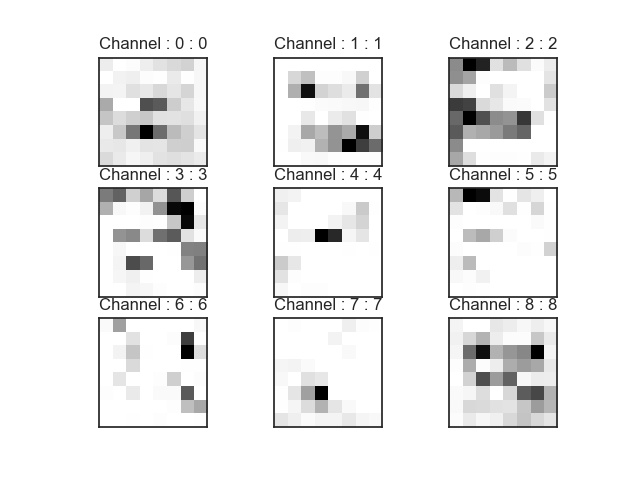 Channel : 0 : 0
Channel : 1 : 1
Channel : 2 : 2
Channel : 3 : 3
Channel : 4 : 4
Channel : 5 : 5
Channel : 6 : 6
Channel : 7 : 7
Channel : 8 : 8